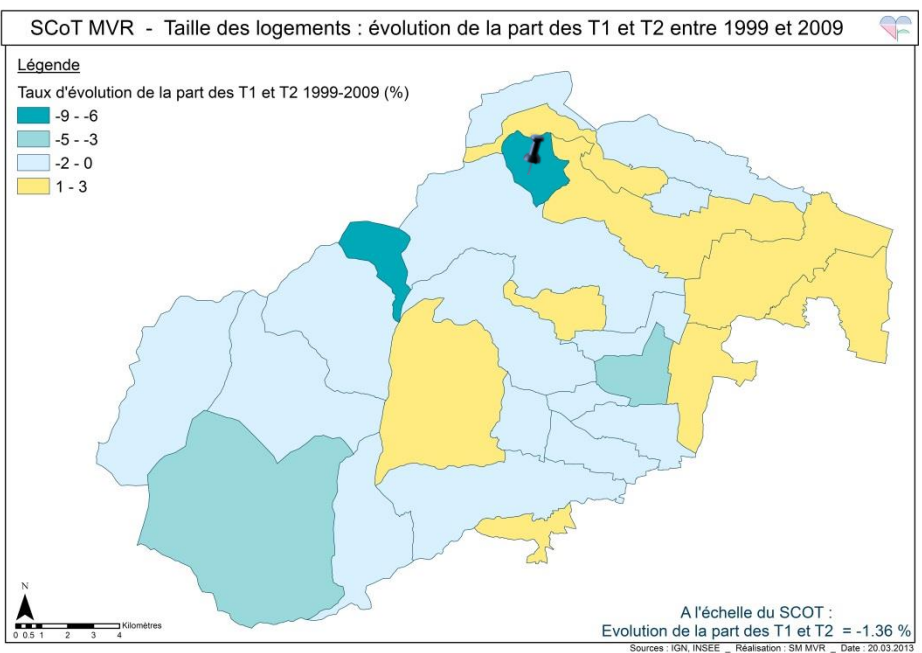 SCoT MVR - Taille des logements : évolution de la part des T1 et T2 entre 1999 et 2009
Légende
Taux d'évolution de la part des T1 et T2 1999-2009 (%)
-9 - -6
-5 - -3
-2 - 0
1 - 3
N
Kilomètres
0 0.5 1 2 3 4
A l'échelle du SCOT :
Evolution de la part des T1 et T2 = -1.36 %
Sources : IGN, INSEE _ Réalisation : SM MVR _ Date : 20.03.2013